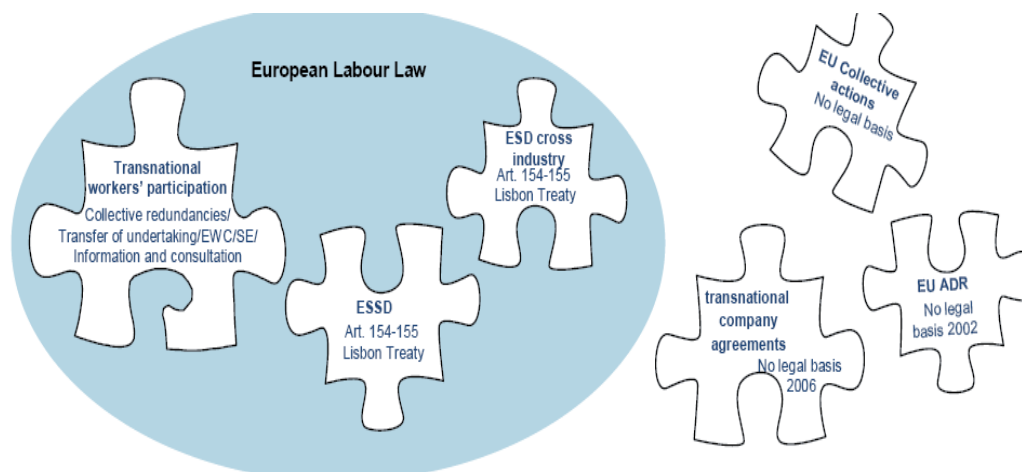 European Labour Law
Transnational
workers' participation
Collective redundancies/
Transfer of undertaking/EWC/SE/
Information and consultation
ESD cross
industry
Art. 154-155
Lisbon Treaty
ESSD
Art. 154-155
Lisbon Treaty
EU Collective
actions
No legal basis
transnational
company
agreements
No legal basis
2006
EU ADR
No legal
basis 2002